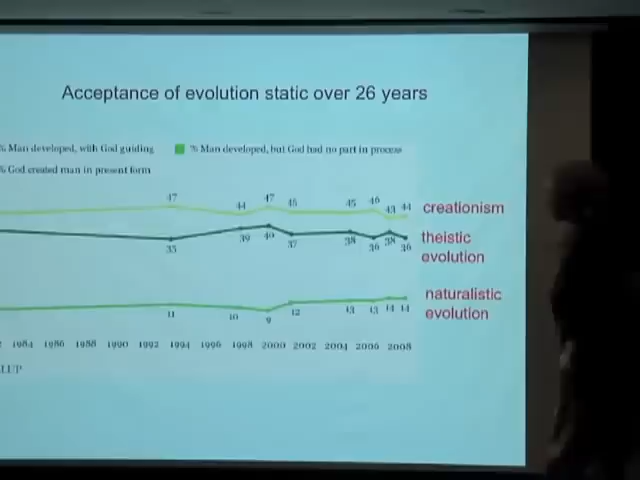 Acceptance of evolution static over 26 years
% Man developed, with God guiding
% Man developed, but God had no part in process
% God created man in present form
47 44 47 45 45 46 43 44 creationism
35 39 40 37 38 36 38 36 theistic
evolution
11 10 9 12 13 13 14 14 naturalistic
evolution
1984 1986 1988 1990 1992 1994 1996 1998 2000 2002 2004 2006 2008
LUP